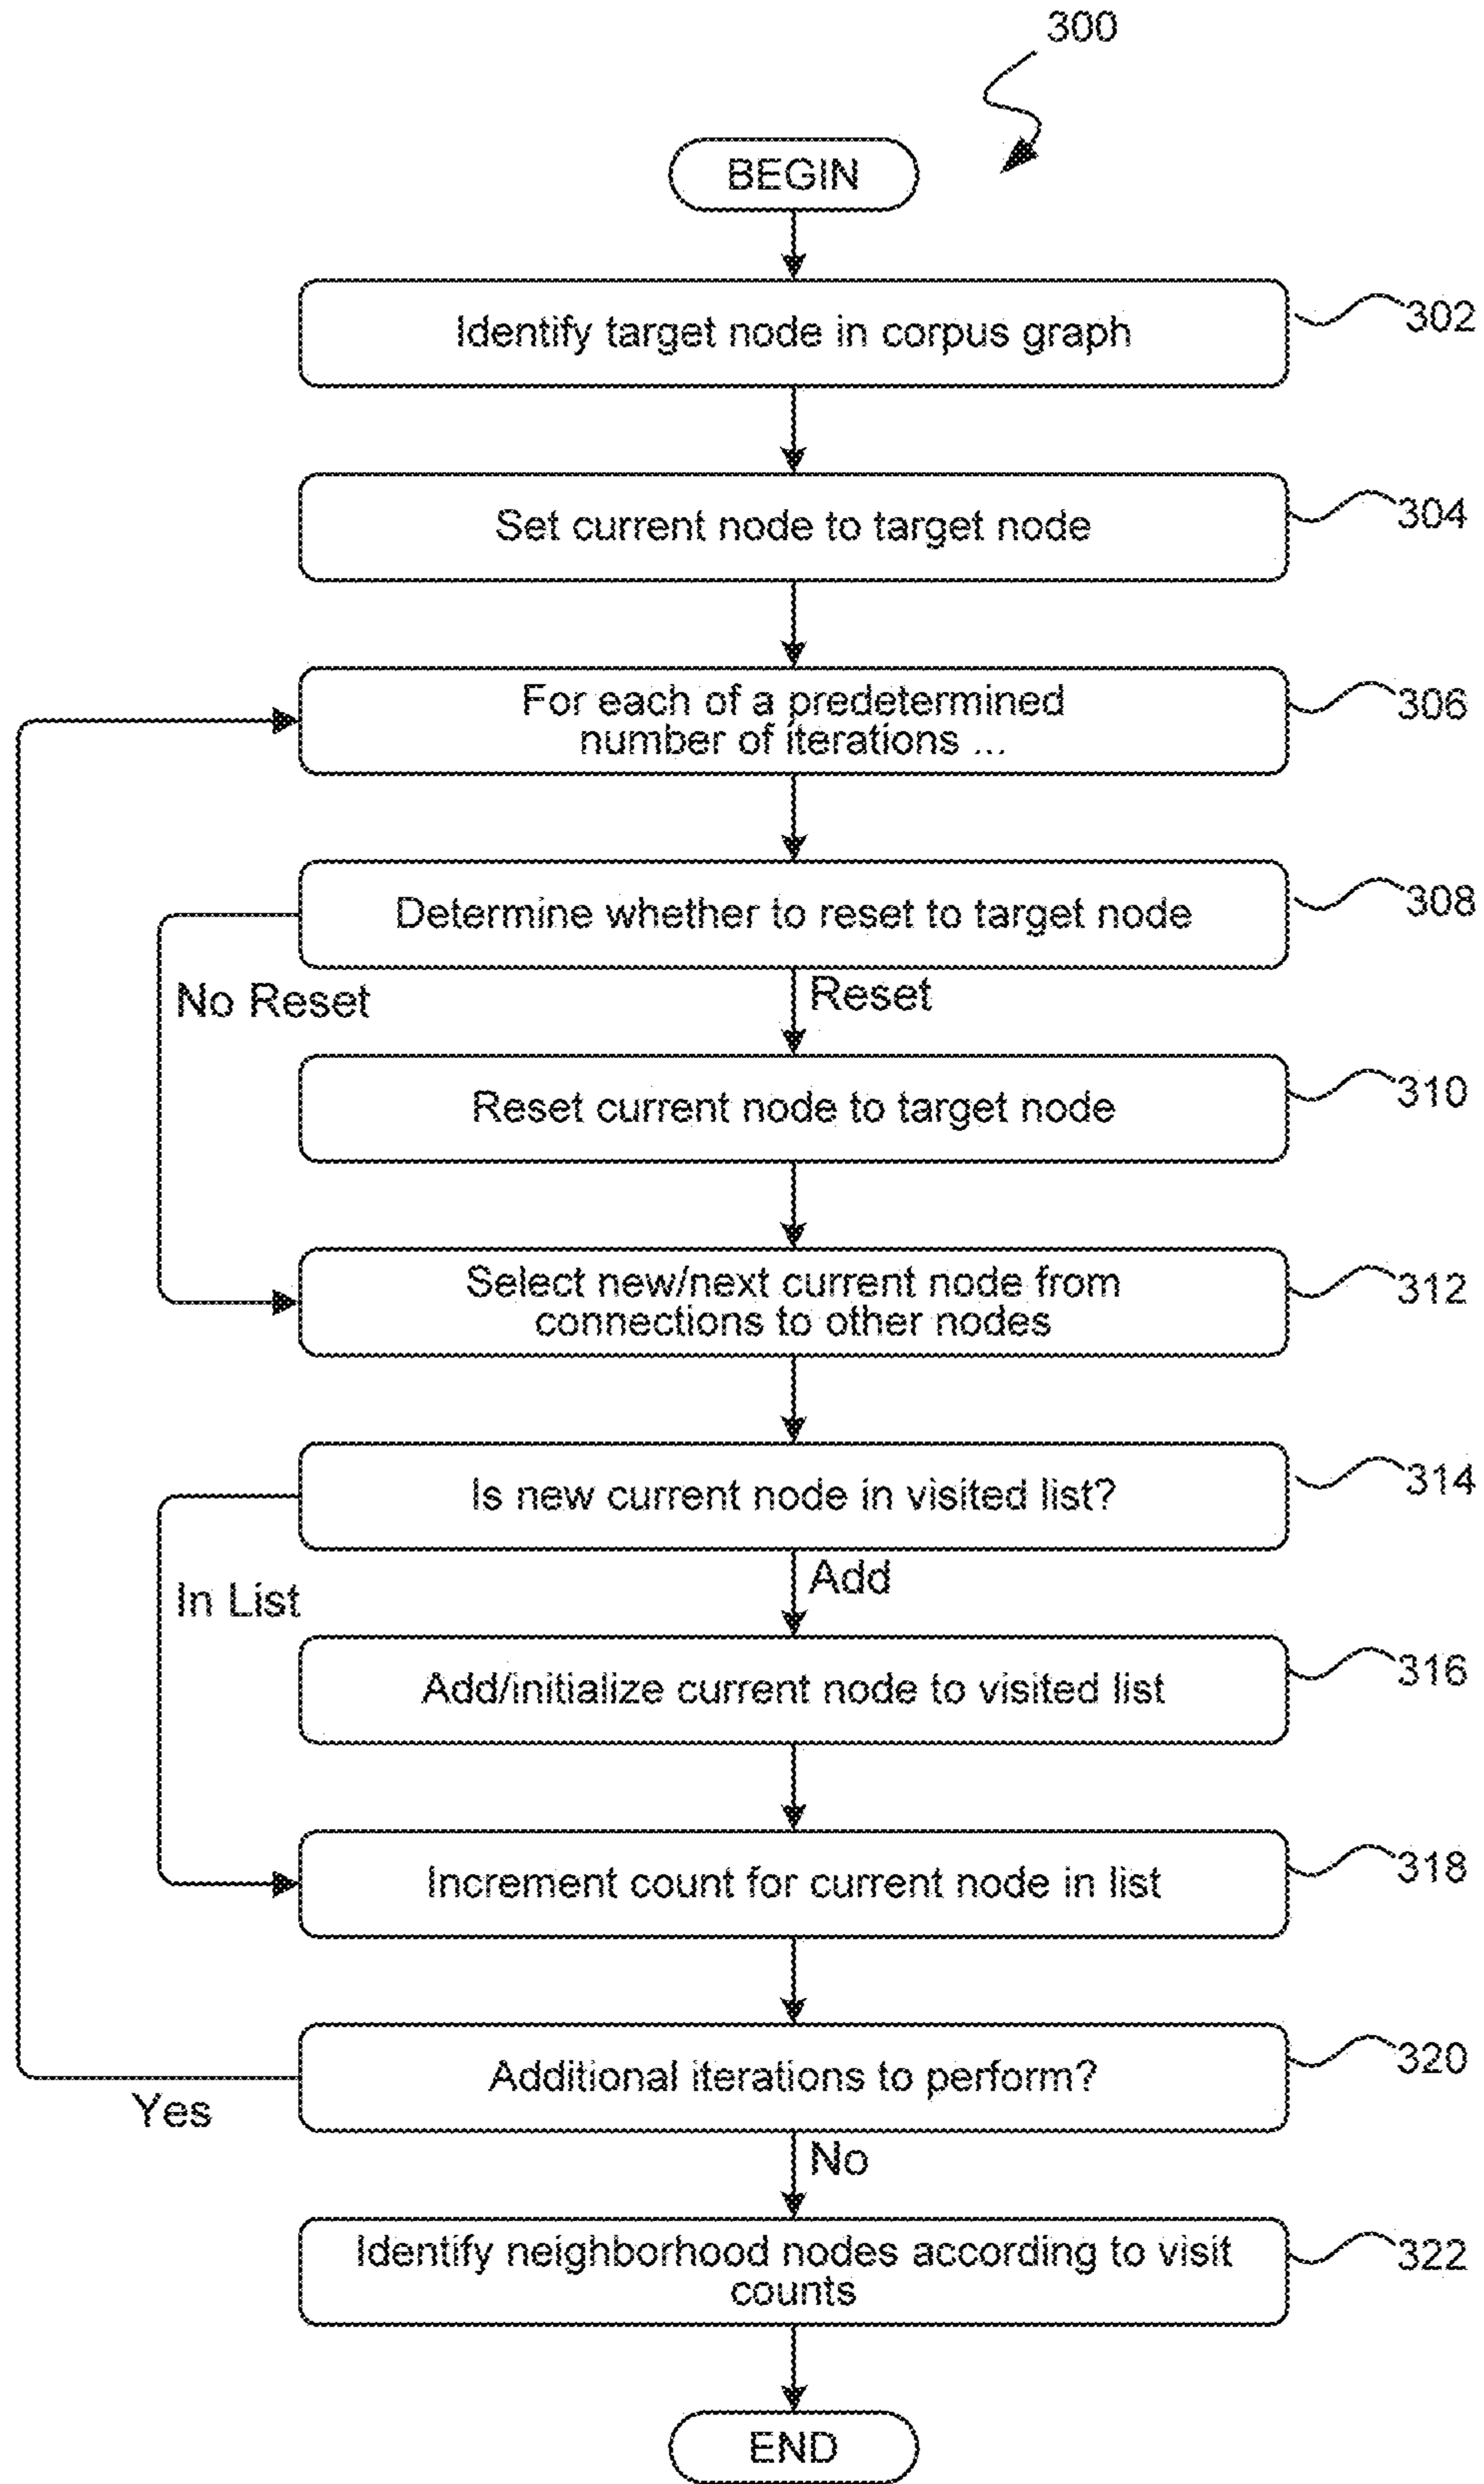 300
BEGIN
Identify target node in corpus graph
302
Set current node to target node
304
For each of a predetermined
number of iterations ...
306
Determine whether to reset to target node
308
No Reset
Reset
Reset current node to target node
310
Select new/next current node from
connections to other nodes
312
Is new current node in visited list?
314
In List
Add
Add/initialize current node to visited list
316
Increment count for current node in list
318
Additional iterations to perform?
320
Yes
No
Identify neighborhood nodes according to visit
counts
322
END